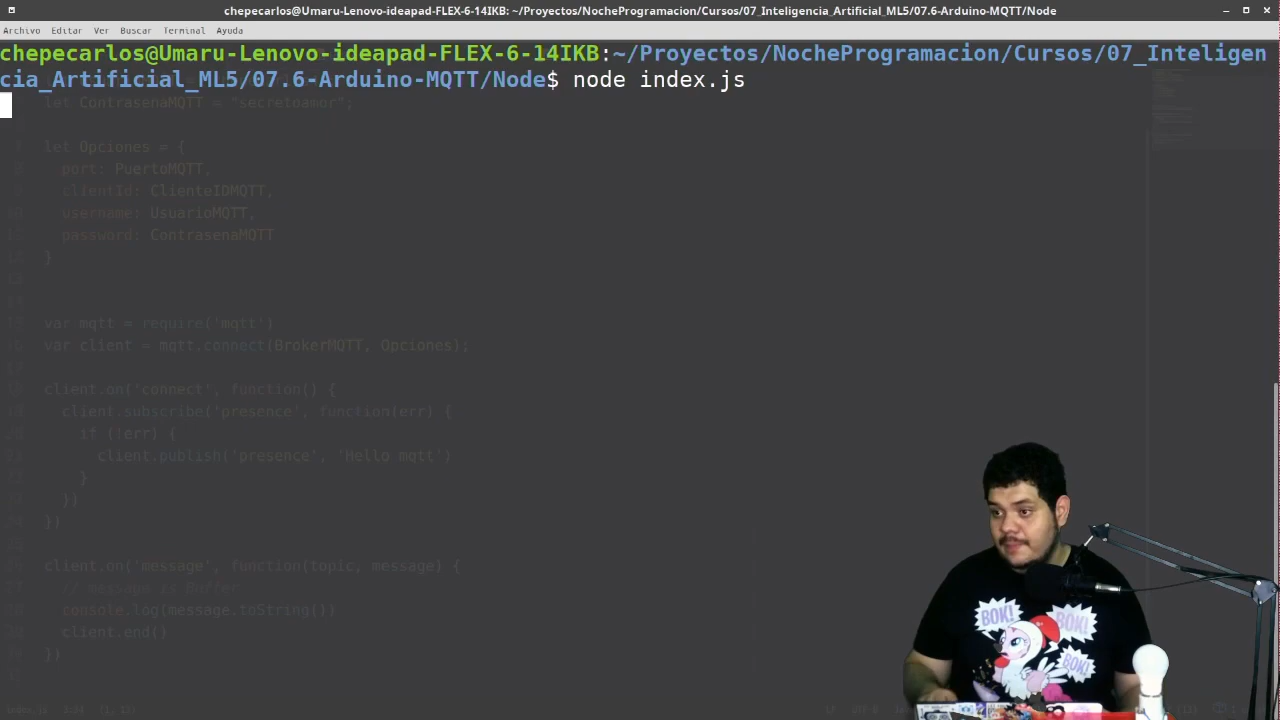 chepecarlos@Umaru-Lenovo-ideapad-FLEX-6-14IKB: ~/Proyectos/NocheProgramacion/Cursos/07_Inteligencia_Artificial_ML5/07.6-Arduino-MQTT/Node
Archivo Editar Ver Buscar Terminal Ayuda
chepecarlos@Umaru-Lenovo-ideapad-FLEX-6-14IKB:~/Proyectos/NocheProgramacion/Cursos/07_Inteligen
cia_Artificial_ML5/07.6-Arduino-MQTT/Node$ node index.js
let ContrasenaMQTT = "secretoamor";
let Opciones = {
port: PuertoMQTT,
clientId: ClienteIDMQTT,
username: UsuarioMQTT,
password: ContrasenaMQTT
}
var mqtt = require('mqtt')
var client = mqtt.connect(BrokerMQTT, Opciones);
client.on('connect', function() {
client.subscribe('presence', function(err) {
if (!err) {
client.publish('presence', 'Hello mqtt')
}
})
})
client.on('message', function(topic, message) {
// message is Buffer
console.log(message.toString())
client.end()
})
BOK!
BOK!
BOK!